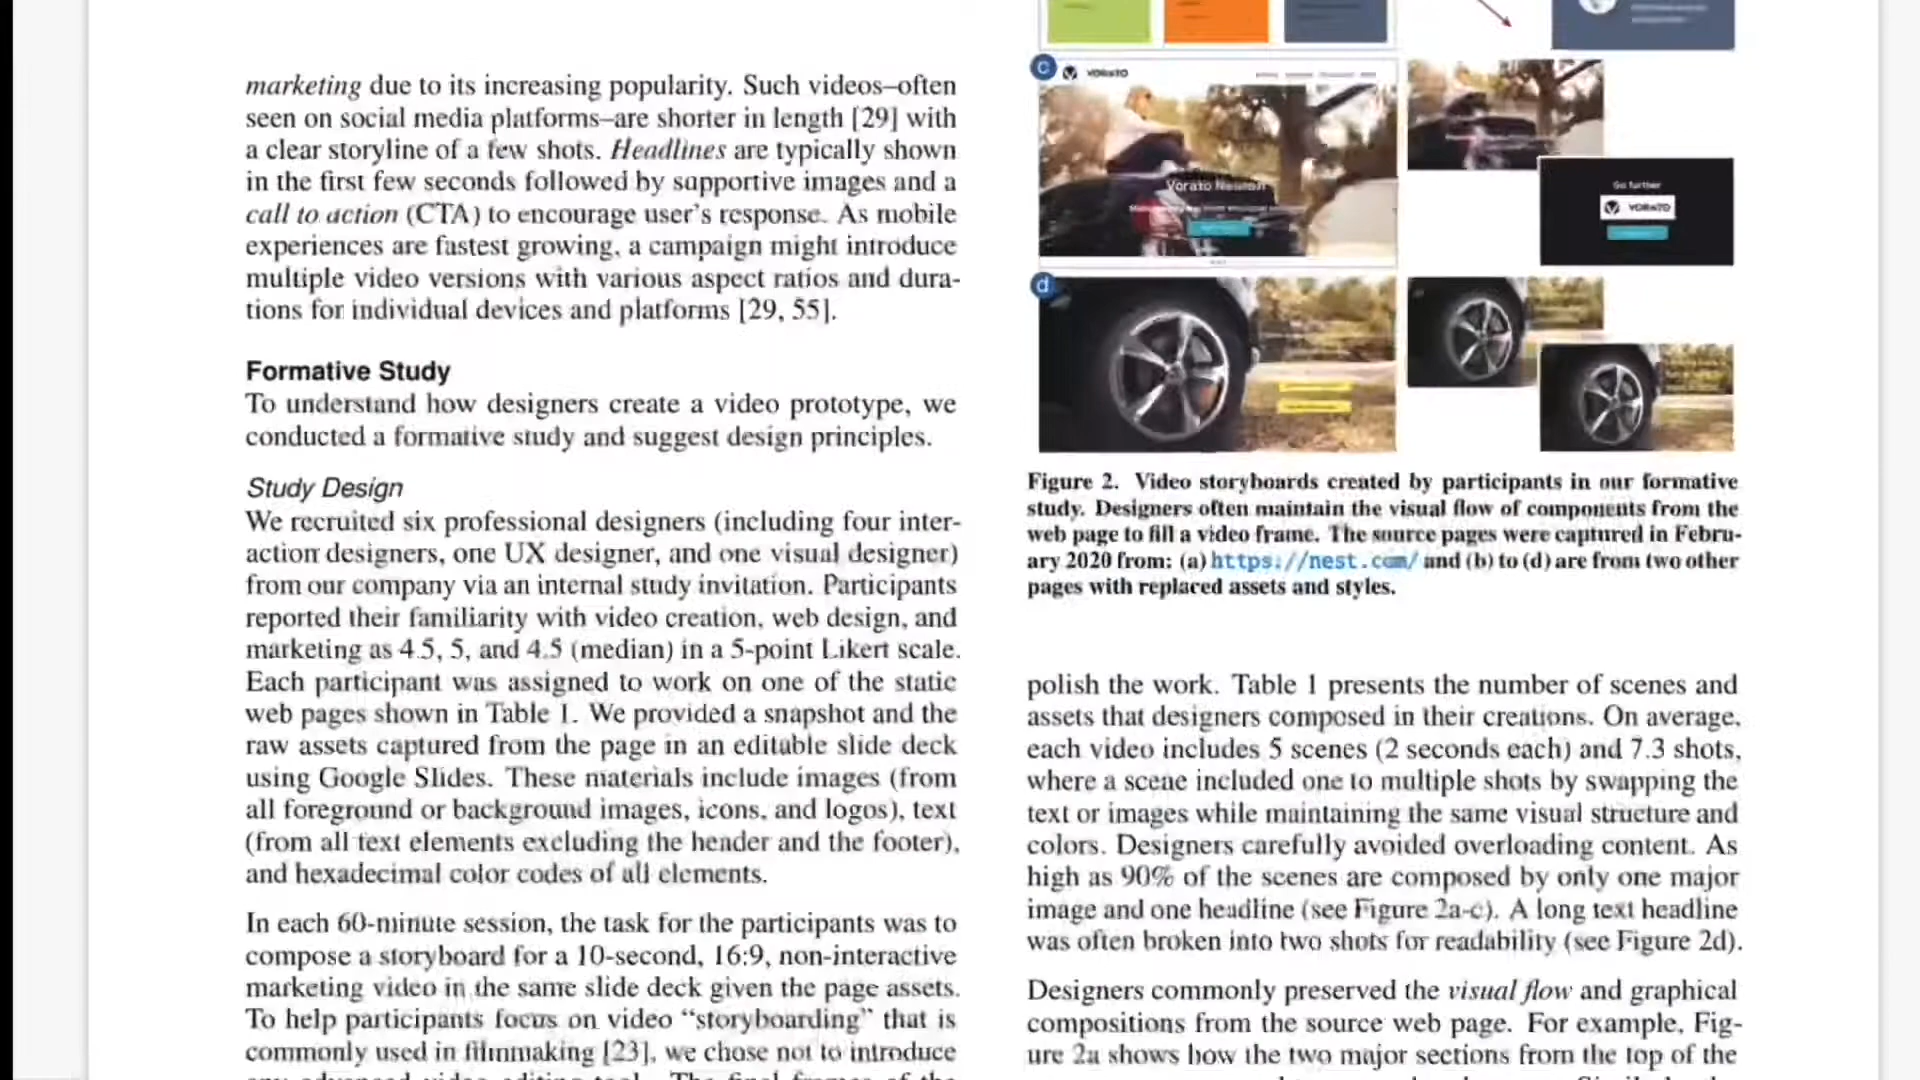 marketing due to its increasing popularity. Such videos–often
seen on social media platforms–are shorter in length [29] with
a clear storyline of a few shots. Headlines are typically shown
in the first few seconds followed by supportive images and a
call to action (CTA) to encourage user's response. As mobile
experiences are fastest growing, a campaign might introduce
multiple video versions with various aspect ratios and dura-
tions for individual devices and platforms [29, 55].
Formative Study
To understand how designers create a video prototype, we
conducted a formative study and suggest design principles.
Study Design
We recruited six professional designers (including four inter-
action designers, one UX designer, and one visual designer)
from our company via an internal study invitation. Participants
reported their familiarity with video creation, web design, and
marketing as 4.5, 5, and 4.5 (median) in a 5-point Likert scale.
Each participant was assigned to work on one of the static
web pages shown in Table 1. We provided a snapshot and the
raw assets captured from the page in an editable slide deck
using Google Slides. These materials include images (from
all foreground or background images, icons, and logos), text
(from all text elements excluding the header and the footer),
and hexadecimal color codes of all elements.
In each 60-minute session, the task for the participants was to
compose a storyboard for a 10-second, 16:9, non-interactive
marketing video in the same slide deck given the page assets.
To help participants focus on video “storyboarding” that is
commonly used in filmmaking [23], we chose not to introduce
c
VORATO
Vorato
Go further
VORATO
d
Figure 2. Video storyboards created by participants in our formative
study. Designers often maintain the visual flow of components from the
web page to fill a video frame. The source pages were captured in Febru-
ary 2020 from: (a) https://nest.com/ and (b) to (d) are from two other
pages with replaced assets and styles.
polish the work. Table 1 presents the number of scenes and
assets that designers composed in their creations. On average,
each video includes 5 scenes (2 seconds each) and 7.3 shots,
where a scene included one to multiple shots by swapping the
text or images while maintaining the same visual structure and
colors. Designers carefully avoided overloading content. As
high as 90% of the scenes are composed by only one major
image and one headline (see Figure 2a-c). A long text headline
was often broken into two shots for readability (see Figure 2d).
Designers commonly preserved the visual flow and graphical
compositions from the source web page. For example, Fig-
ure 2a shows how the two major sections from the top of the